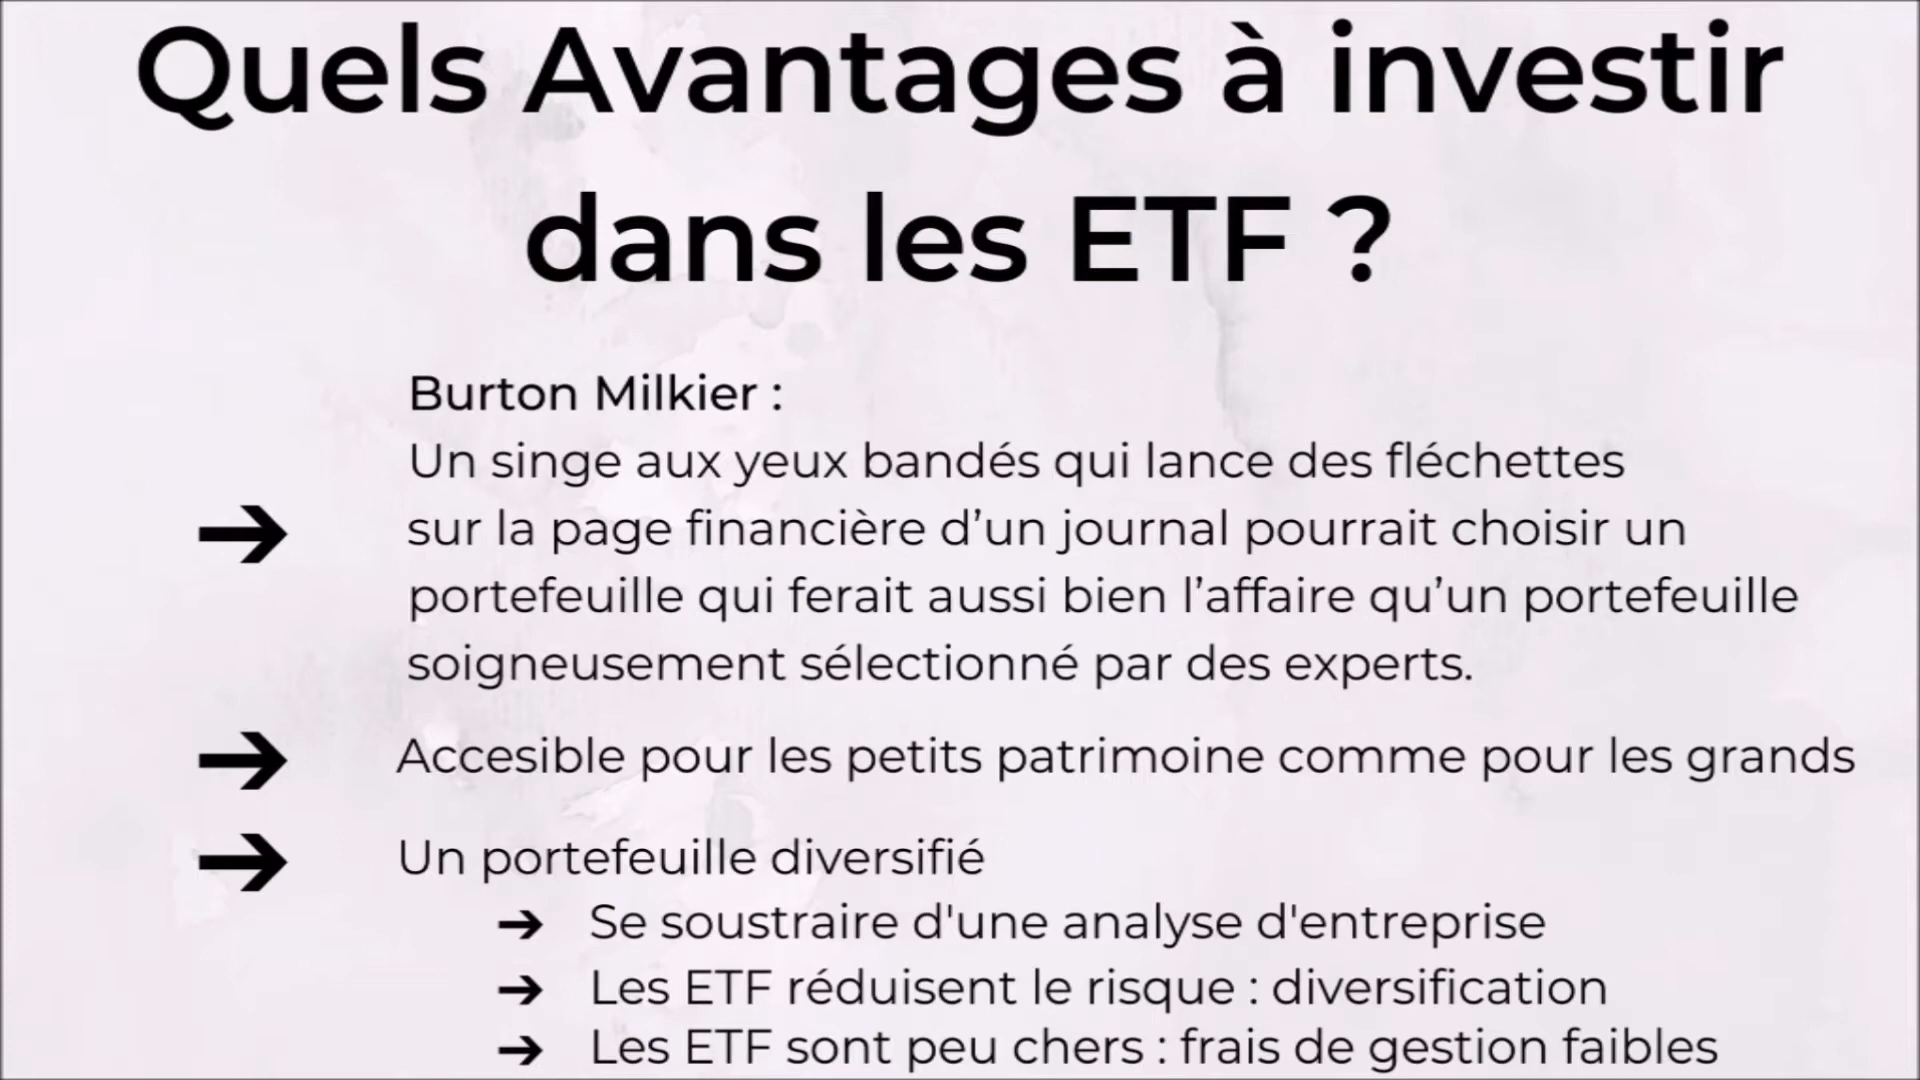 Quels Avantages à investir
dans les ETF ?
Burton Milkier :
Un singe aux yeux bandés qui lance des fléchettes
sur la page financière d’un journal pourrait choisir un
portefeuille qui ferait aussi bien l’affaire qu’un portefeuille
soigneusement sélectionné par des experts.
Accesible pour les petits patrimoine comme pour les grands
Un portefeuille diversifié
Se soustraire d'une analyse d'entreprise
Les ETF réduisent le risque : diversification
Les ETF sont peu chers : frais de gestion faibles